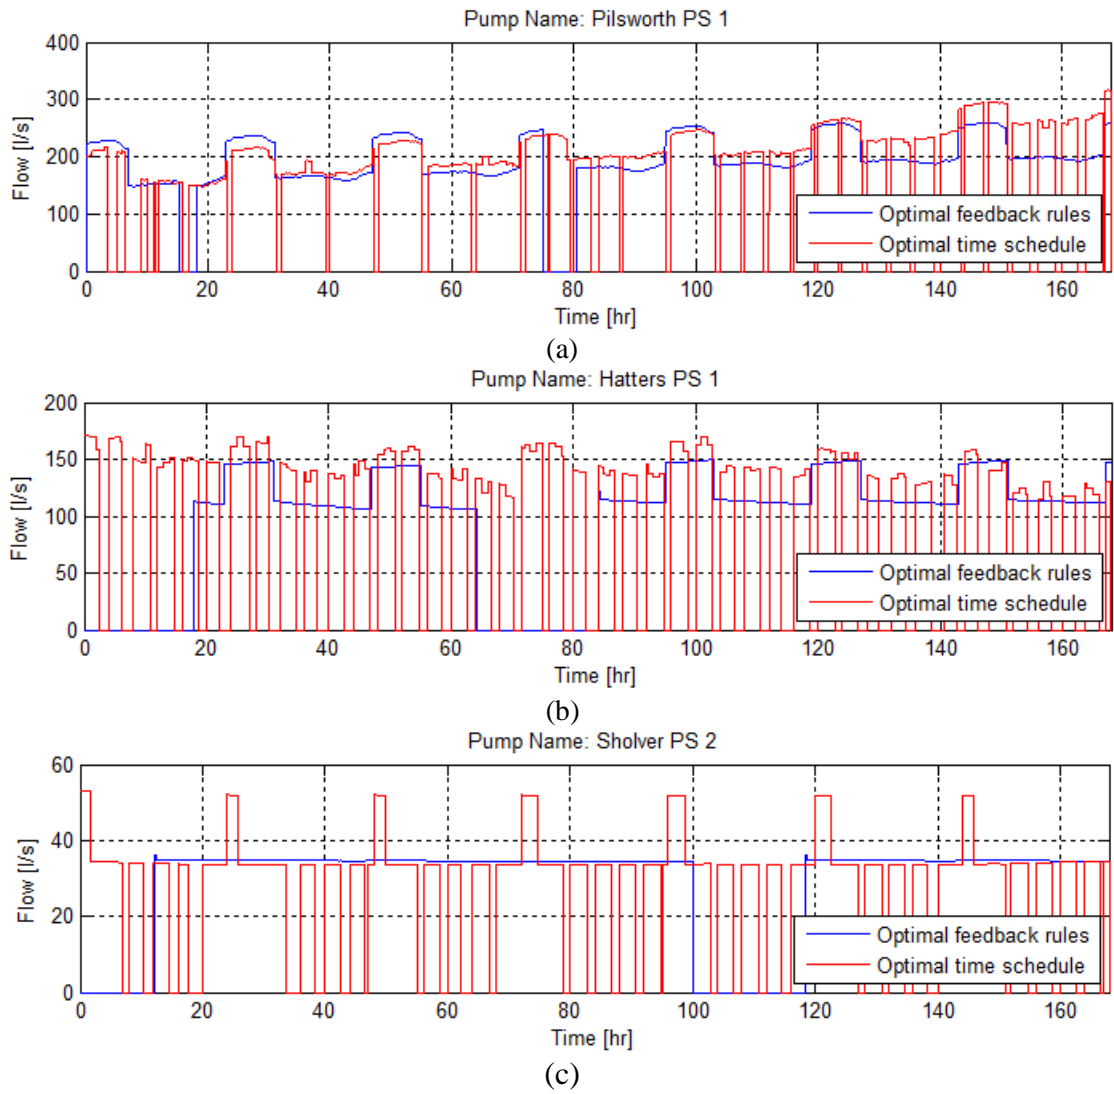 Pump Name: Pilsworth PS 1
400
300
200
100
0
Flow [l/s]
Optimal feedback rules
Optimal time schedule
0 20 40 60 80 100 120 140 160
Time [hr]
(a)
Pump Name: Hatters PS 1
200
150
100
50
0
Flow [l/s]
Optimal feedback rules
Optimal time schedule
0 20 40 60 80 100 120 140 160
Time [hr]
(b)
Pump Name: Sholver PS 2
60
40
20
0
Flow [l/s]
Optimal feedback rules
Optimal time schedule
0 20 40 60 80 100 120 140 160
Time [hr]
(c)